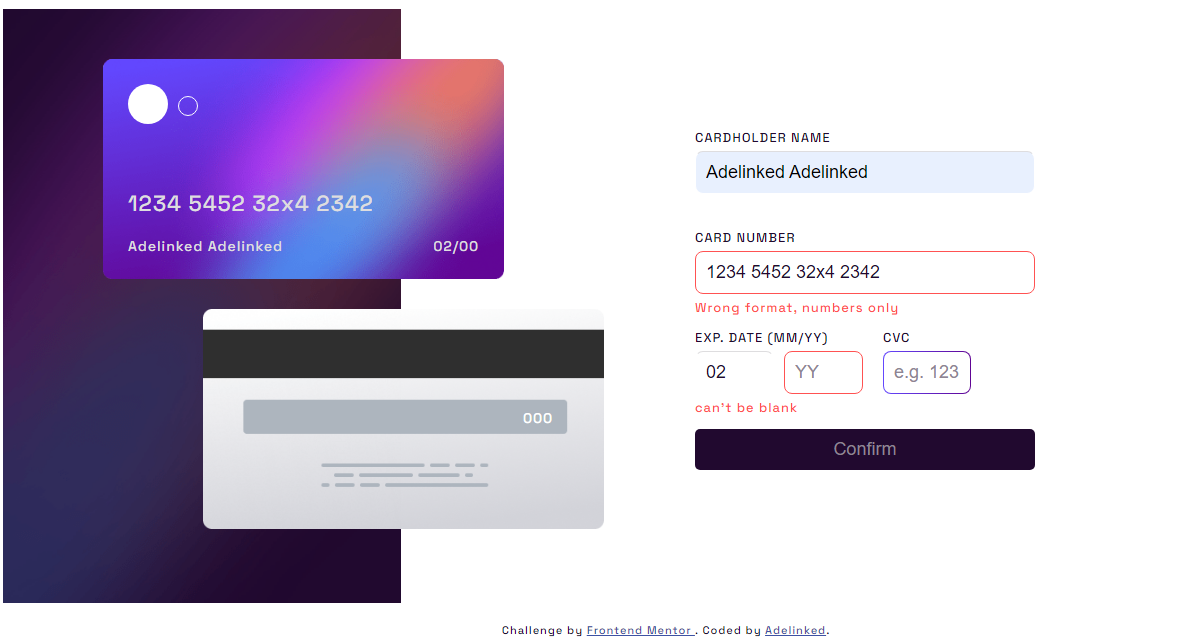 1234 5452 32x4 2342
Adelinked Adelinked 02/00
000
CARDHOLDER NAME
Adelinked Adelinked
CARD NUMBER
1234 5452 32x4 2342
Wrong format, numbers only
EXP. DATE (MM/YY) CVC
02 YY e.g. 123
can't be blank
Confirm
Challenge by Frontend Mentor . Coded by Adelinked.